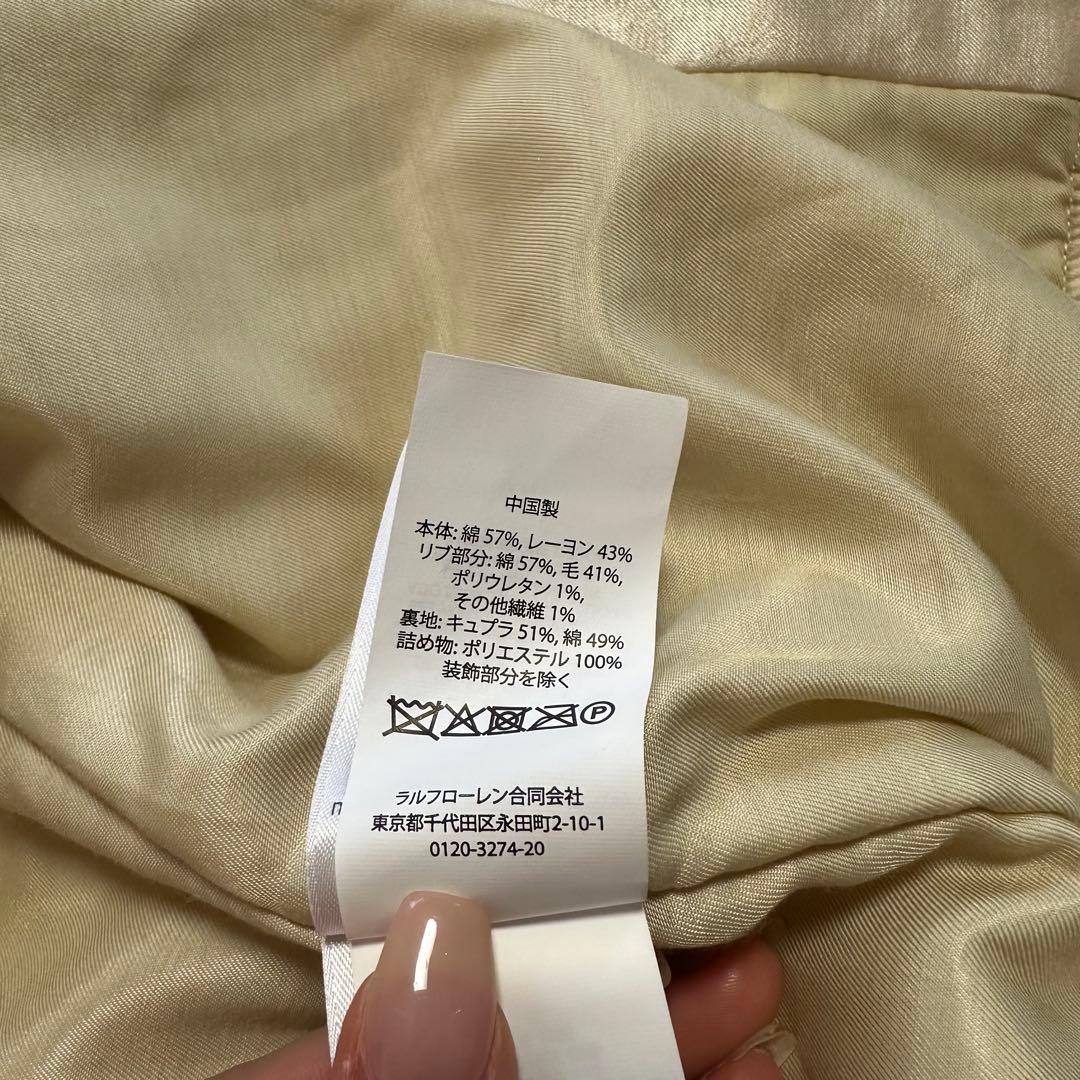 中国製
本体: 綿 57%, レーヨン 43%
リブ部分: 綿 57%, 毛 41%,
ポリウレタン 1%,
その他繊維 1%
裏地: キュプラ 51%, 綿 49%
詰め物: ポリエステル 100%
装飾部分を除く
P
ラルフローレン合同会社
東京都千代田区永田町2-10-1
0120-3274-20